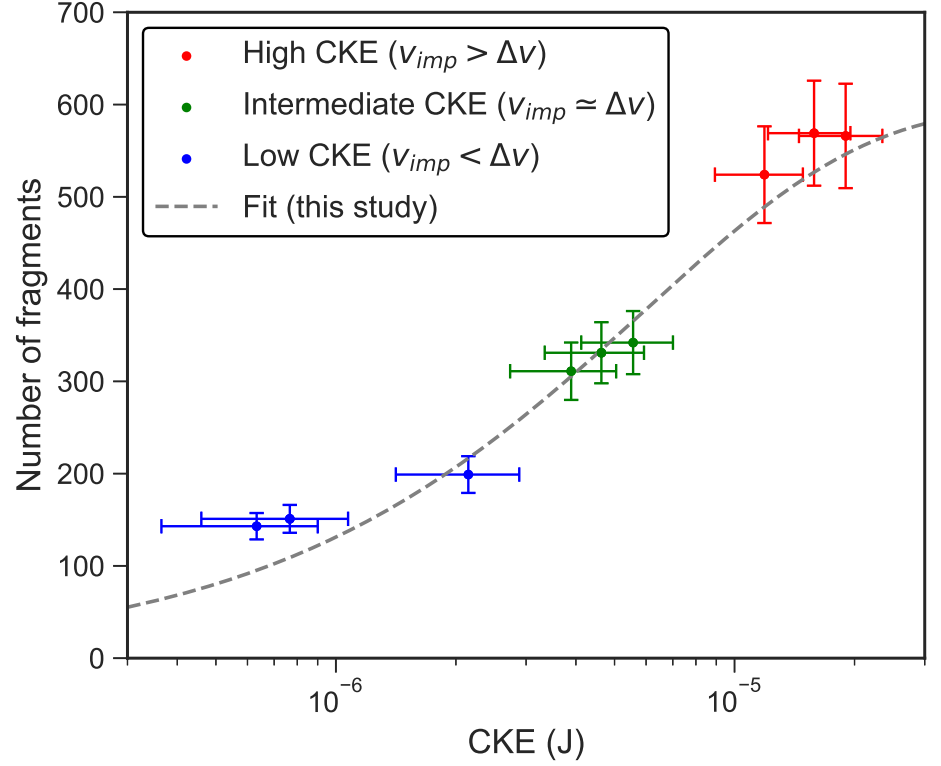 700
600
500
400
300
200
100
0
Number of fragments
High CKE (v_imp > Δv)
Intermediate CKE (v_imp ≃ Δv)
Low CKE (v_imp < Δv)
Fit (this study)
10⁻⁶ 10⁻⁵
CKE (J)